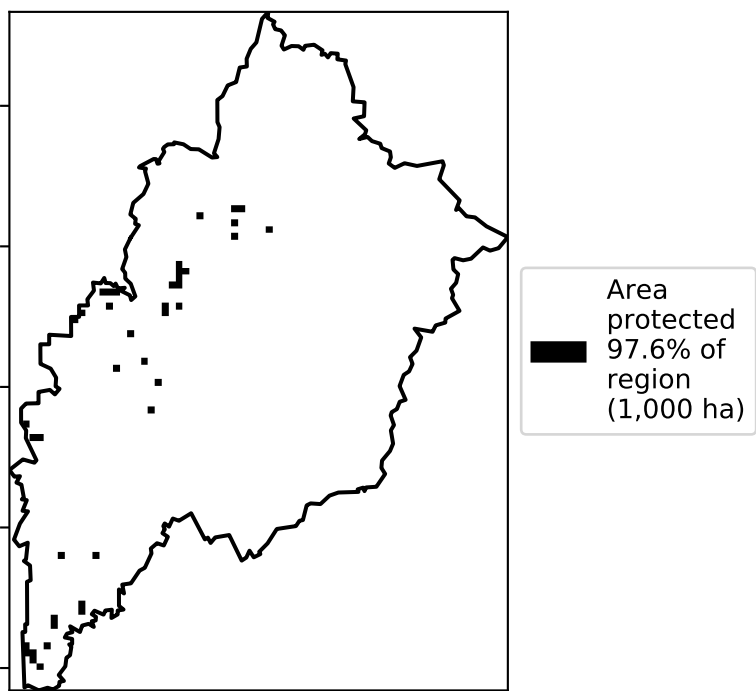 Area
protected
97.6% of
region
(1,000 ha)